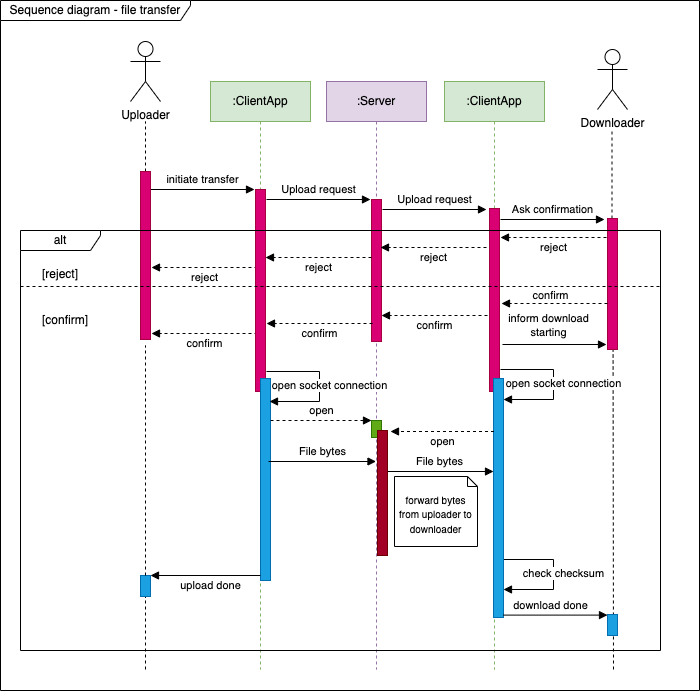 Sequence diagram - file transfer
Uploader
:ClientApp
:Server
:ClientApp
Downloader
initiate transfer
Upload request
Upload request
Ask confirmation
alt
reject
reject
reject
reject
[reject]
confirm
[confirm]
confirm
confirm
confirm
inform download
starting
open socket connection
open socket connection
open
open
File bytes
File bytes
forward bytes
from uploader to
downloader
check checksum
upload done
download done